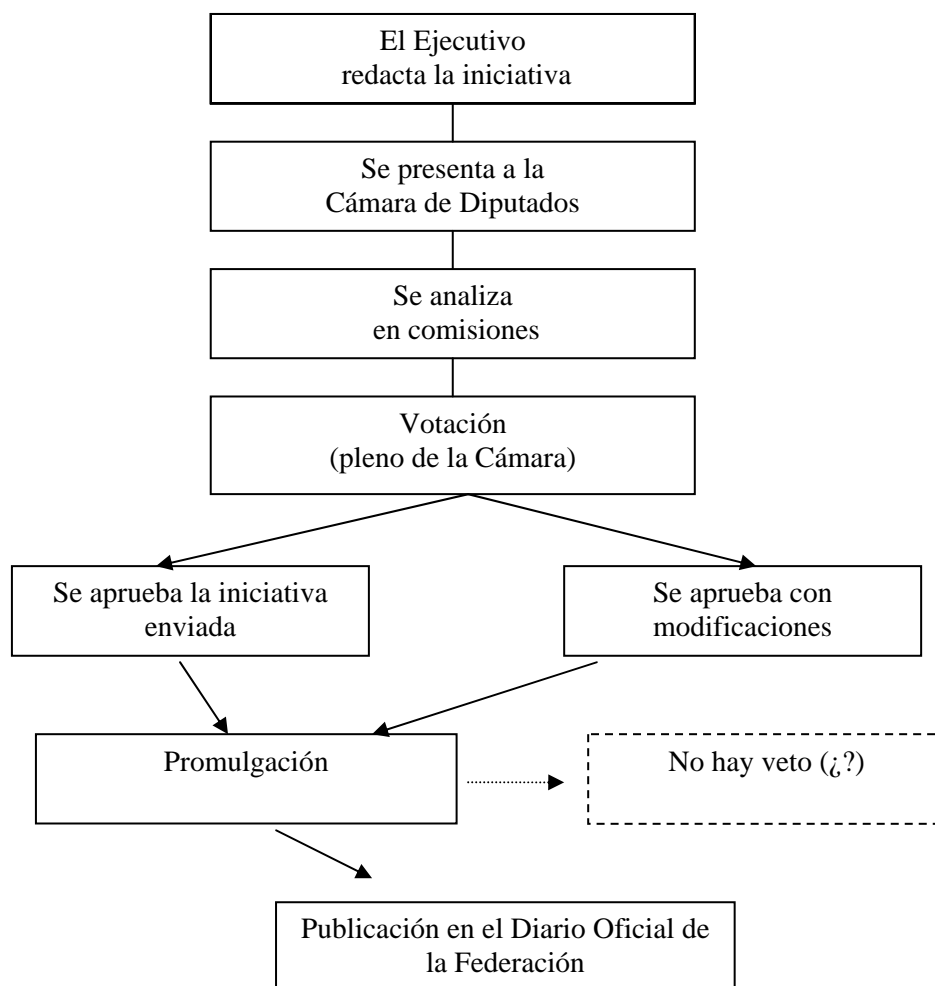 El Ejecutivo
redacta la iniciativa
Se presenta a la
Cámara de Diputados
Se analiza
en comisiones
Votación
(pleno de la Cámara)
Se aprueba la iniciativa
enviada
Se aprueba con
modificaciones
Promulgación
No hay veto (¿?)
Publicación en el Diario Oficial de
la Federación